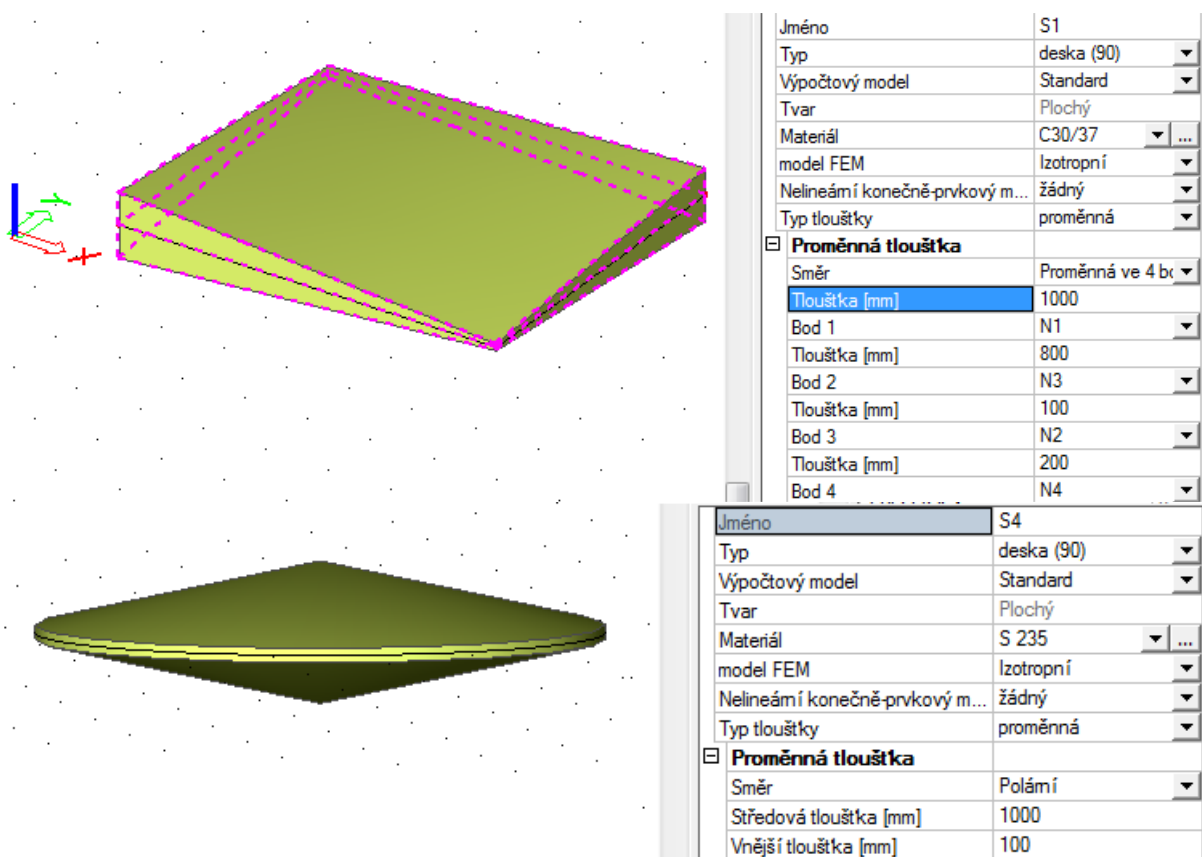 Jméno S1
Typ deska (90)
Výpočtový model Standard
Tvar Plochý
Materiál C30/37 ...
model FEM Izotropní
Nelineární konečně-prvkový m... žádný
Typ tloušťky proměnná
Proměnná tloušťka
Směr Proměnná ve 4 bo
Tloušťka [mm] 1000
Bod 1 N1
Tloušťka [mm] 800
Bod 2 N3
Tloušťka [mm] 100
Bod 3 N2
Tloušťka [mm] 200
Bod 4 N4
Y
X
Jméno S4
Typ deska (90)
Výpočtový model Standard
Tvar Plochý
Materiál S 235 ...
model FEM Izotropní
Nelineární konečně-prvkový m... žádný
Typ tloušťky proměnná
Proměnná tloušťka
Směr Polární
Středová tloušťka [mm] 1000
Vnější tloušťka [mm] 100